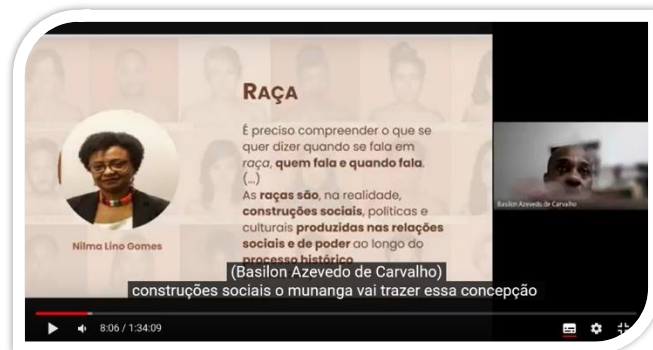 RAÇA
É preciso compreender o que se
quer dizer quando se fala em
raça, quem fala e quando fala.
(...)
As raças são, na realidade,
construções sociais, políticas e
culturais produzidas nas relações
sociais e de poder ao longo do
processo histórico.
Nilma Lino Gomes
Basilon Azevedo de Carvalho
(Basilon Azevedo de Carvalho)
construções sociais o munanga vai trazer essa concepção
8:06 / 1:34:09